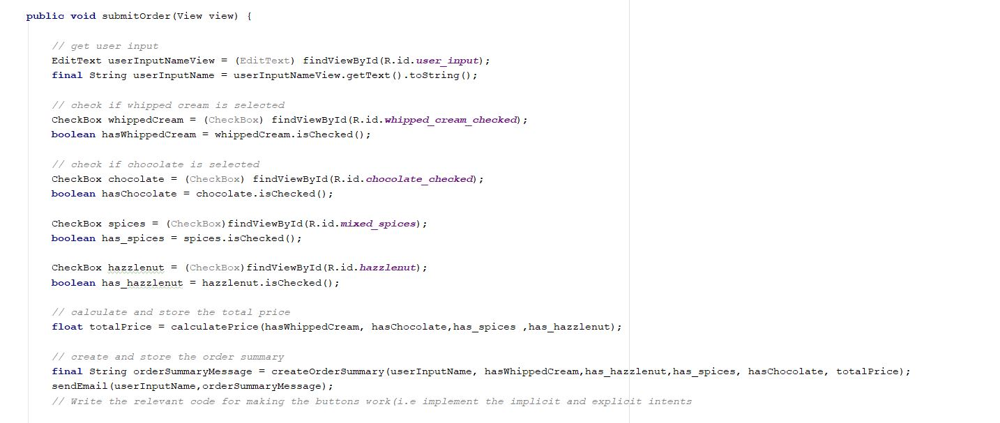 public void submitOrder(View view) {
// get user input
EditText userInputNameView = (EditText) findViewById(R.id.user_input);
final String userInputName = userInputNameView.getText().toString();
// check if whipped cream is selected
CheckBox whippedCream = (CheckBox) findViewById(R.id.whipped_cream_checked);
boolean hasWhippedCream = whippedCream.isChecked();
// check if chocolate is selected
CheckBox chocolate = (CheckBox) findViewById(R.id.chocolate_checked);
boolean hasChocolate = chocolate.isChecked();
CheckBox spices = (CheckBox)findViewById(R.id.mixed_spices);
boolean has_spices = spices.isChecked();
CheckBox hazzlenut = (CheckBox)findViewById(R.id.hazzlenut);
boolean has_hazzlenut = hazzlenut.isChecked();
// calculate and store the total price
float totalPrice = calculatePrice(hasWhippedCream, hasChocolate,has_spices ,has_hazzlenut);
// create and store the order summary
final String orderSummaryMessage = createOrderSummary(userInputName, hasWhippedCream,has_hazzlenut,has_spices, hasChocolate, totalPrice);
sendEmail(userInputName,orderSummaryMessage);
// Write the relevant code for making the buttons work(i.e implement the implicit and explicit intents